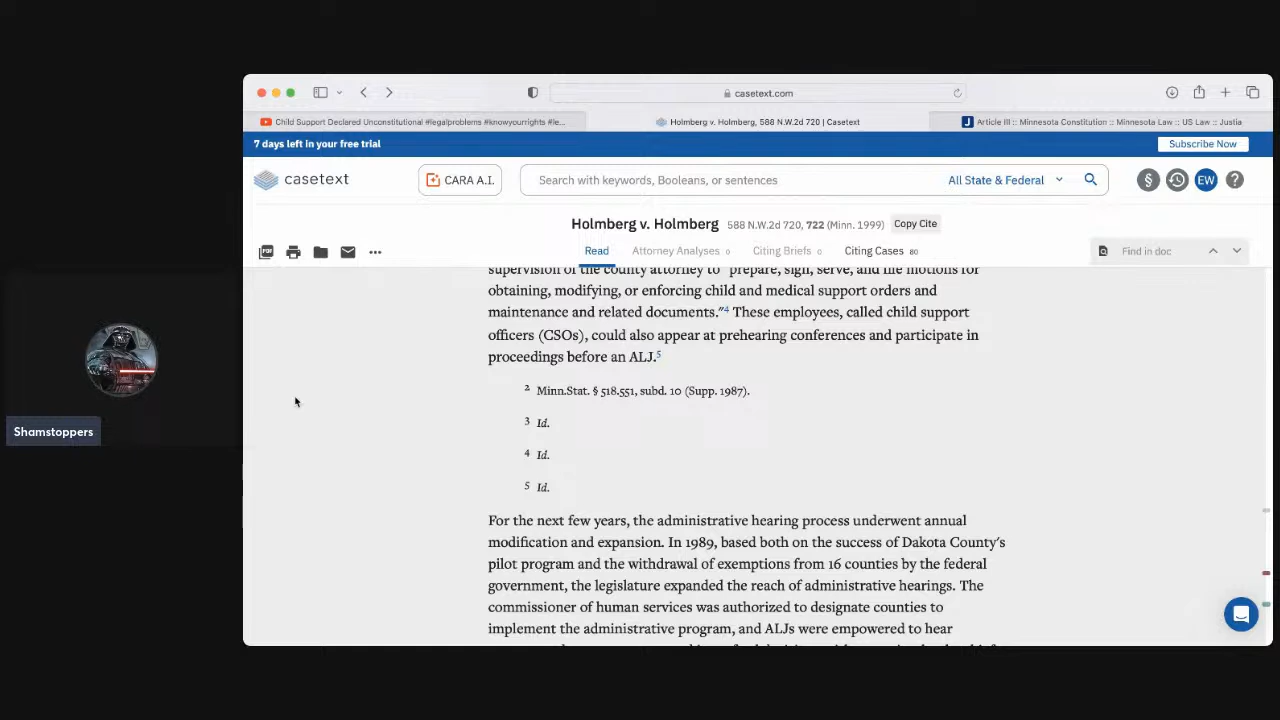 casetext.com
Child Support Declared Unconstitutional #legalproblems #knowyourrights #le...
Holmberg v. Holmberg, 588 N.W.2d 720 | Casetext
J Article III :: Minnesota Constitution :: Minnesota Law :: US Law :: Justia
7 days left in your free trial
Subscribe Now
casetext
CARA A.I.
Search with keywords, Booleans, or sentences
All State & Federal
§
EW
?
Holmberg v. Holmberg 588 N.W.2d 720, 722 (Minn. 1999) Copy Cite
PDF
Read
Attorney Analyses 0
Citing Briefs 0
Citing Cases 80
Find in doc
supervision of the county attorney to "prepare, sign, serve, and file motions for
obtaining, modifying, or enforcing child and medical support orders and
maintenance and related documents."4 These employees, called child support
officers (CSOs), could also appear at prehearing conferences and participate in
proceedings before an ALJ.5
2 Minn.Stat. § 518.551, subd. 10 (Supp. 1987).
3 Id.
4 Id.
5 Id.
For the next few years, the administrative hearing process underwent annual
modification and expansion. In 1989, based both on the success of Dakota County's
pilot program and the withdrawal of exemptions from 16 counties by the federal
government, the legislature expanded the reach of administrative hearings. The
commissioner of human services was authorized to designate counties to
implement the administrative program, and ALJs were empowered to hear
Shamstoppers